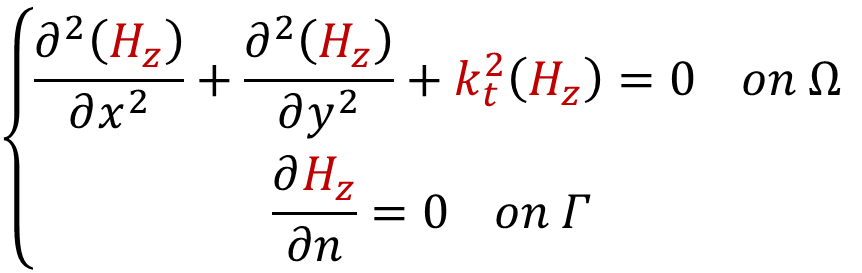 ∂²(H_z)/∂x² + ∂²(H_z)/∂y² + k_t²(H_z) = 0 on Ω
∂H_z/∂n = 0 on Γ